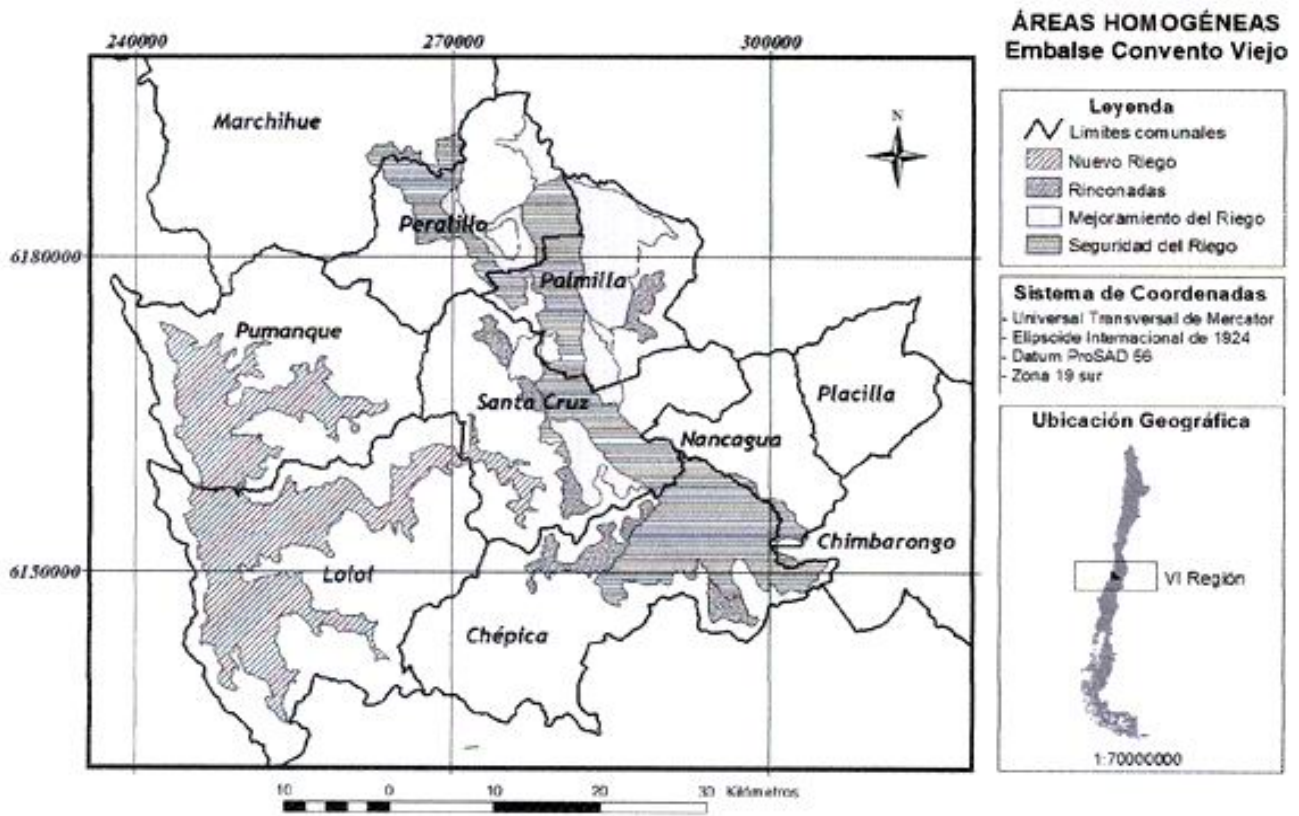 ÁREAS HOMOGÉNEAS
Embalse Convento Viejo
240000
270000
300000
6180000
6150000
Marchihue
Peralillo
Palmilla
Pumanque
Santa Cruz
Placilla
Nancagua
Chimbarongo
Lolol
Chépica
N
Leyenda
Límites comunales
Nuevo Riego
Rinconadas
Mejoramiento del Riego
Seguridad del Riego
Sistema de Coordenadas
- Universal Transversal de Mercator
- Elipsoide Internacional de 1924
- Datum ProSAD 56
- Zona 19 sur
Ubicación Geográfica
VI Región
1:70000000
10 0 10 20 30 Kilómetros